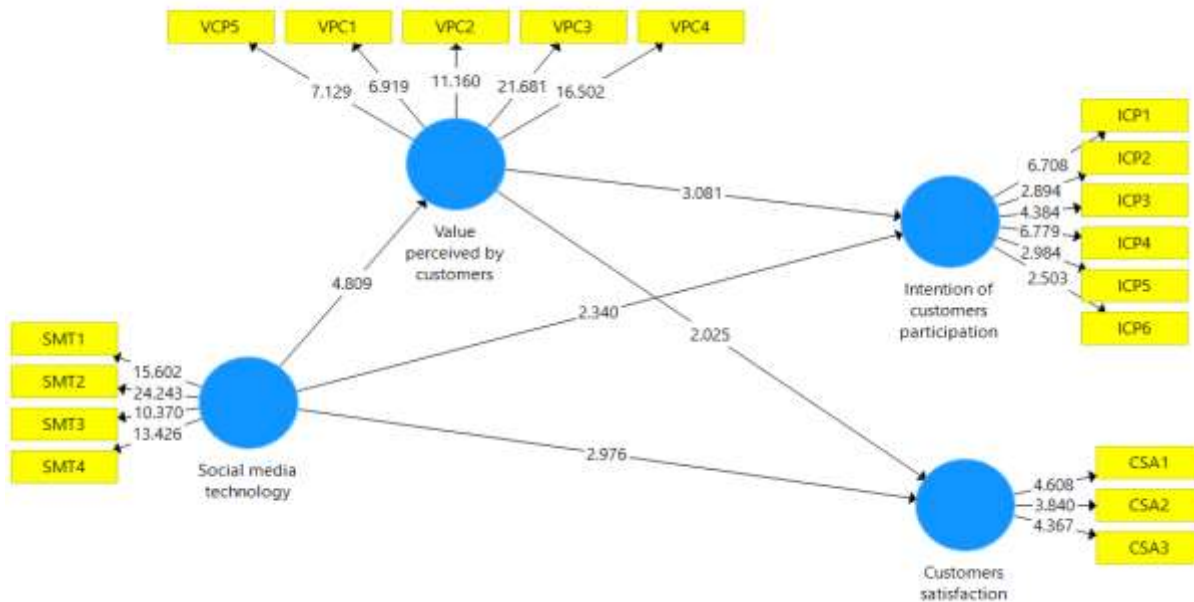 VCP5
VPC1
VPC2
VPC3
VPC4
7.129
6.919
11.160
21.681
16.502
Value
perceived by
customers
3.081
4.809
2.340
2.025
2.976
ICP1
ICP2
ICP3
ICP4
ICP5
ICP6
6.708
2.894
4.384
6.779
2.984
2.503
Intention of
customers
participation
SMT1
SMT2
SMT3
SMT4
15.602
24.243
10.370
13.426
Social media
technology
CSA1
CSA2
CSA3
4.608
3.840
4.367
Customers
satisfaction